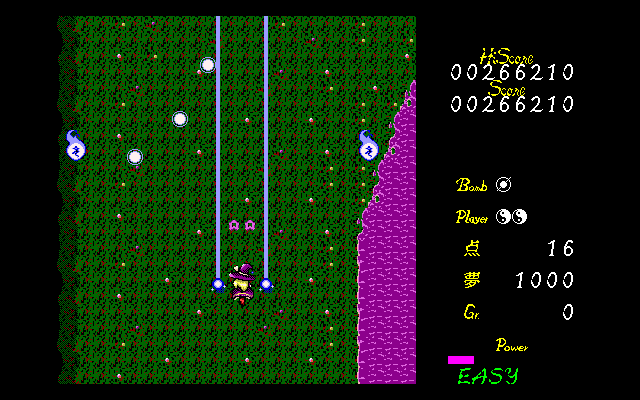 HiScore
00266210
Score
00266210
Bomb
Player
点 16
夢 1000
Gr. 0
Power
EASY